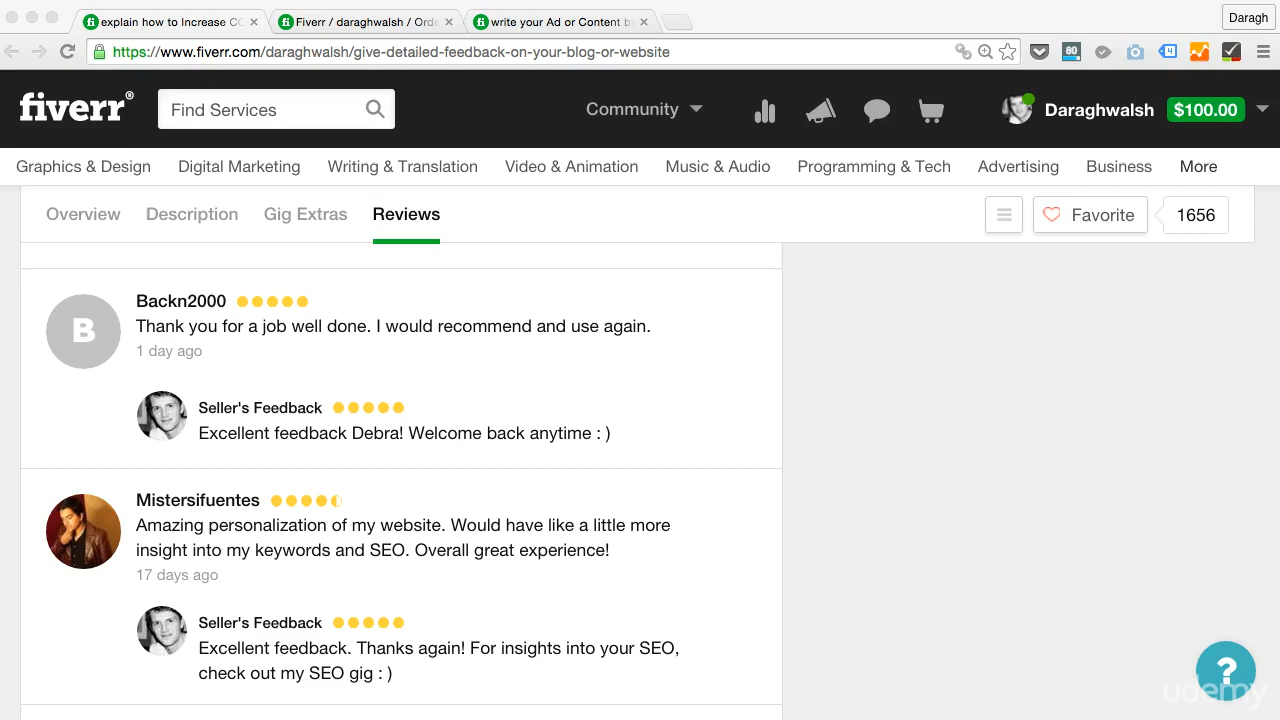 explain how to Increase CO
Fiverr / daraghwalsh / Orde
write your Ad or Content by
Daragh
https://www.fiverr.com/daraghwalsh/give-detailed-feedback-on-your-blog-or-website
80
4
fiverr®
Find Services
Community
Daraghwalsh
$100.00
Graphics & Design
Digital Marketing
Writing & Translation
Video & Animation
Music & Audio
Programming & Tech
Advertising
Business
More
Overview
Description
Gig Extras
Reviews
Favorite
1656
B
Backn2000
Thank you for a job well done. I would recommend and use again.
1 day ago
Seller's Feedback
Excellent feedback Debra! Welcome back anytime : )
Mistersifuentes
Amazing personalization of my website. Would have like a little more
insight into my keywords and SEO. Overall great experience!
17 days ago
Seller's Feedback
Excellent feedback. Thanks again! For insights into your SEO,
check out my SEO gig : )
?
udemy